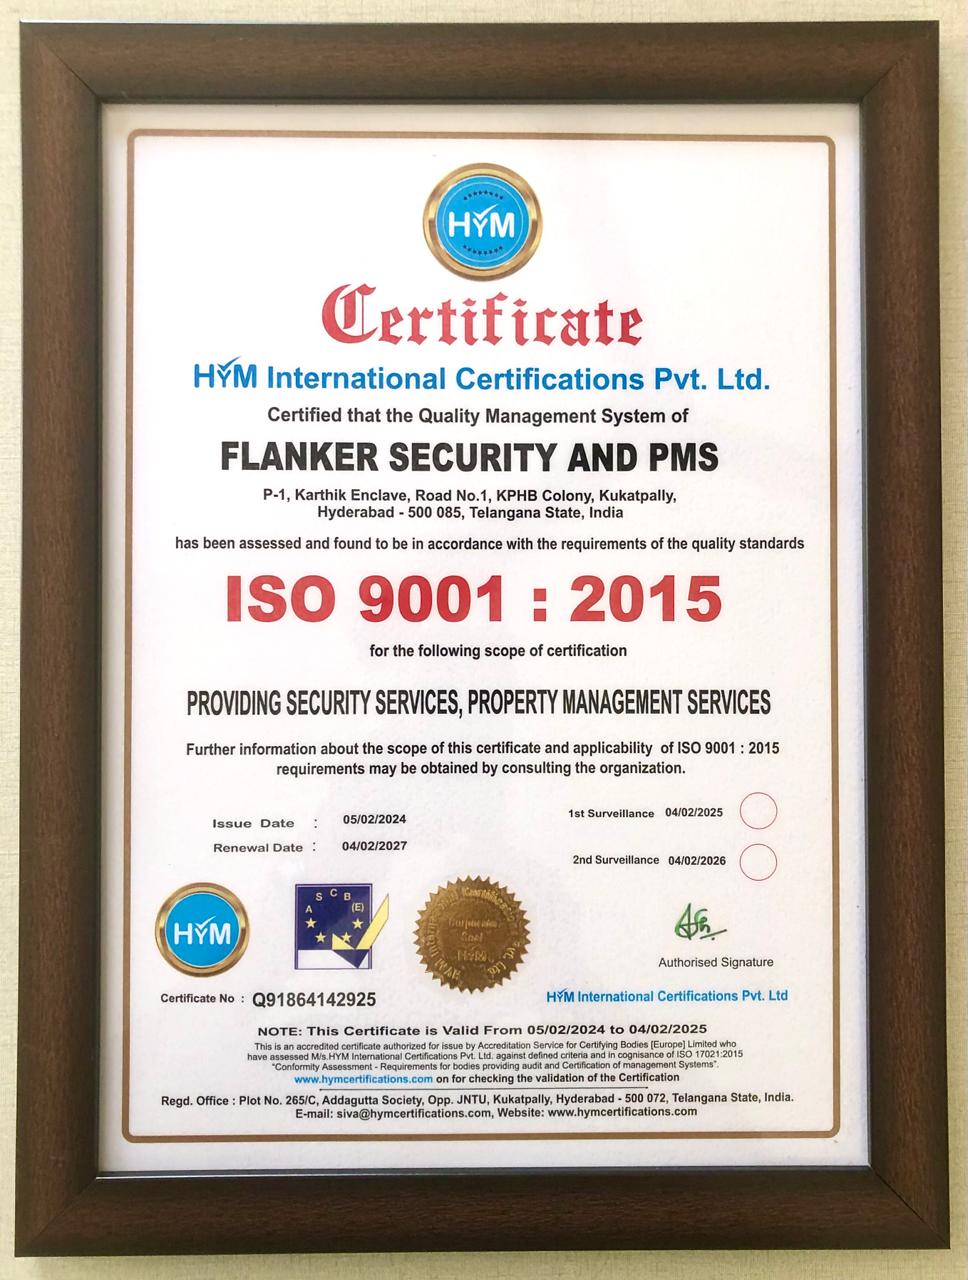 HYM
Certificate
HYM International Certifications Pvt. Ltd.
Certified that the Quality Management System of
FLANKER SECURITY AND PMS
P-1, Karthik Enclave, Road No.1, KPHB Colony, Kukatpally,
Hyderabad - 500 085, Telangana State, India
has been assessed and found to be in accordance with the requirements of the quality standards
ISO 9001 : 2015
for the following scope of certification
PROVIDING SECURITY SERVICES, PROPERTY MANAGEMENT SERVICES
Further information about the scope of this certificate and applicability of ISO 9001 : 2015
requirements may be obtained by consulting the organization.
Issue Date : 05/02/2024
Renewal Date : 04/02/2027
1st Surveillance 04/02/2025
2nd Surveillance 04/02/2026
HYM
A S C B (E)
Corporate
Seal
HYM
Authorised Signature
Certificate No : Q91864142925
HYM International Certifications Pvt. Ltd
NOTE: This Certificate is Valid From 05/02/2024 to 04/02/2025
This is an accredited certificate authorized for issue by Accreditation Service for Certifying Bodies [Europe] Limited who
have assessed M/s.HYM International Certifications Pvt. Ltd. against defined criteria and in cognisance of ISO 17021:2015
"Conformity Assessment - Requirements for bodies providing audit and Certification of management Systems".
www.hymcertifications.com on for checking the validation of the Certification
Regd. Office : Plot No. 265/C, Addagutta Society, Opp. JNTU, Kukatpally, Hyderabad - 500 072, Telangana State, India.
E-mail: siva@hymcertifications.com, Website: www.hymcertifications.com